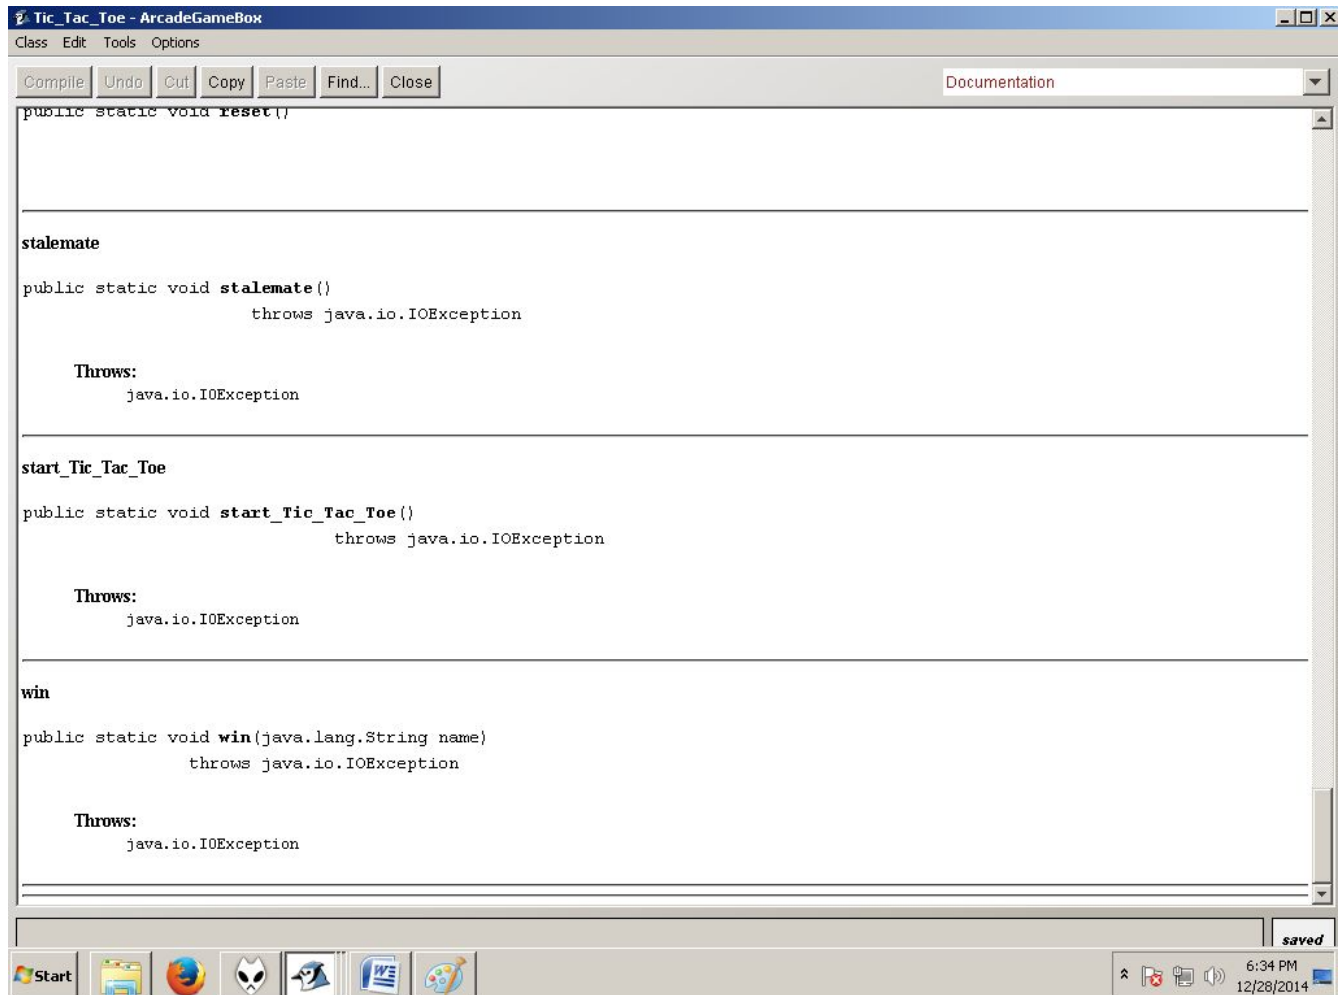 Tic_Tac_Toe - ArcadeGameBox
Class Edit Tools Options
Compile Undo Cut Copy Paste Find... Close Documentation
public static void reset()
stalemate
public static void stalemate()
throws java.io.IOException
Throws:
java.io.IOException
start_Tic_Tac_Toe
public static void start_Tic_Tac_Toe()
throws java.io.IOException
Throws:
java.io.IOException
win
public static void win(java.lang.String name)
throws java.io.IOException
Throws:
java.io.IOException
saved
Start
6:34 PM
12/28/2014